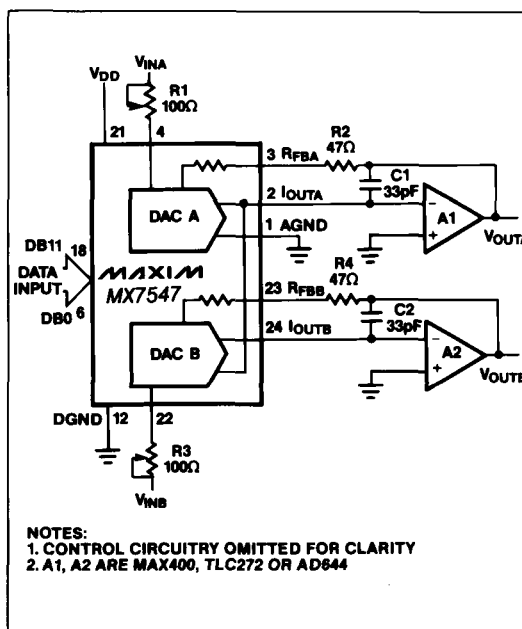 VINA
VDD
R1
100Ω
21
4
3 RFBA
R2
47Ω
C1
33pF
2 IOUTA
1 AGND
DAC A
A1
VOUTA
DB11 18
DATA
INPUT
DB0 6
MAXIM
MX7547
23 RFBB
R4
47Ω
C2
33pF
24 IOUTB
DAC B
A2
VOUTB
DGND 12
22
R3
100Ω
VINB
NOTES:
1. CONTROL CIRCUITRY OMITTED FOR CLARITY
2. A1, A2 ARE MAX400, TLC272 OR AD644